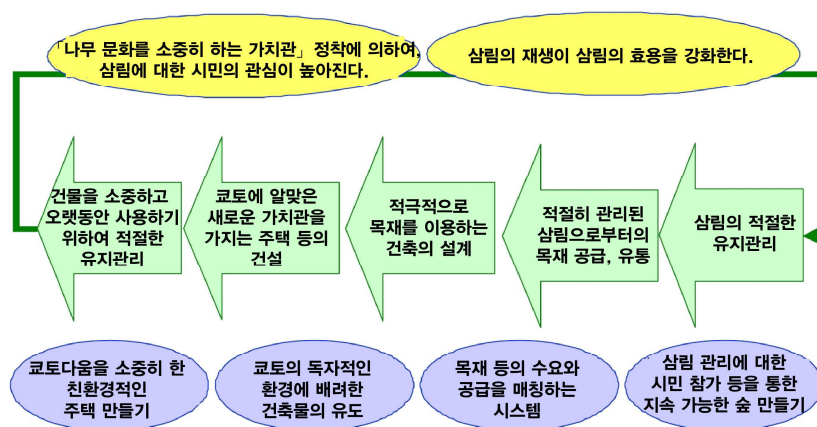 「나무 문화를 소중히 하는 가치관」 정착에 의하여,
삼림에 대한 시민의 관심이 높아진다.
삼림의 재생이 삼림의 효용을 강화한다.
건물을 소중하고
오랫동안 사용하기
위하여 적절한
유지관리
쿄토에 알맞은
새로운 가치관을
가지는 주택 등의
건설
적극적으로
목재를 이용하는
건축의 설계
적절히 관리된
삼림으로부터의
목재 공급, 유통
삼림의 적절한
유지관리
쿄토다움을 소중히 한
친환경적인
주택 만들기
쿄토의 독자적인
환경에 배려한
건축물의 유도
목재 등의 수요와
공급을 매칭하는
시스템
삼림 관리에 대한
시민 참가 등을 통한
지속 가능한 숲 만들기